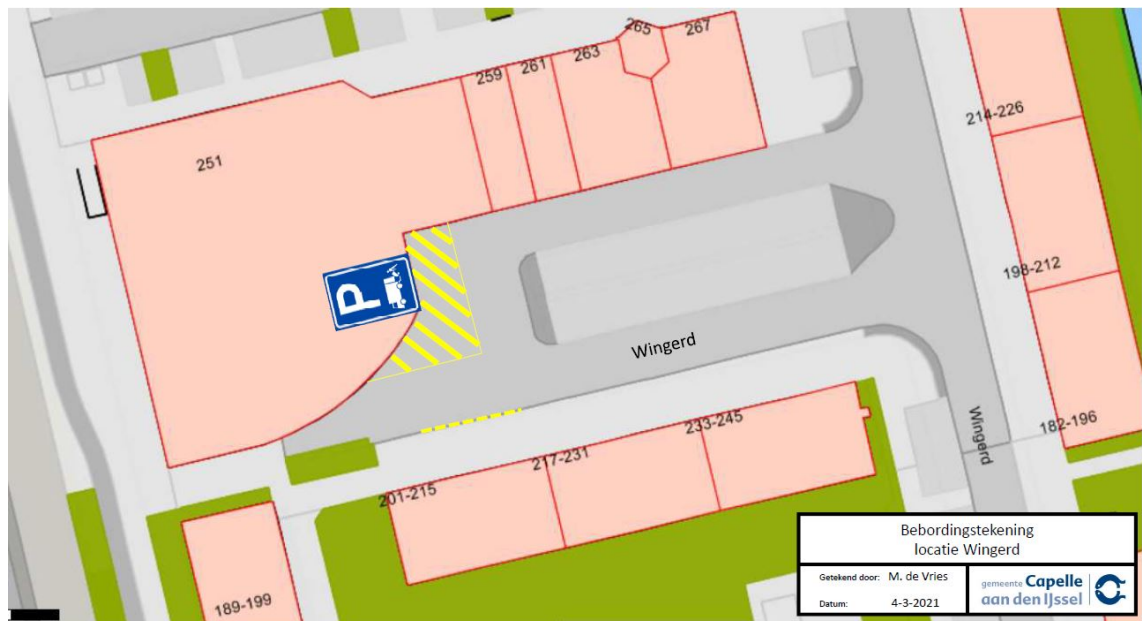 265
267
263
261
259
251
214-226
198-212
P
Wingerd
182-196
Wingerd
233-245
217-231
201-215
189-199
Bebordingstekening
locatie Wingerd
Getekend door: M. de Vries
Datum: 4-3-2021
gemeente Capelle
aan den IJssel